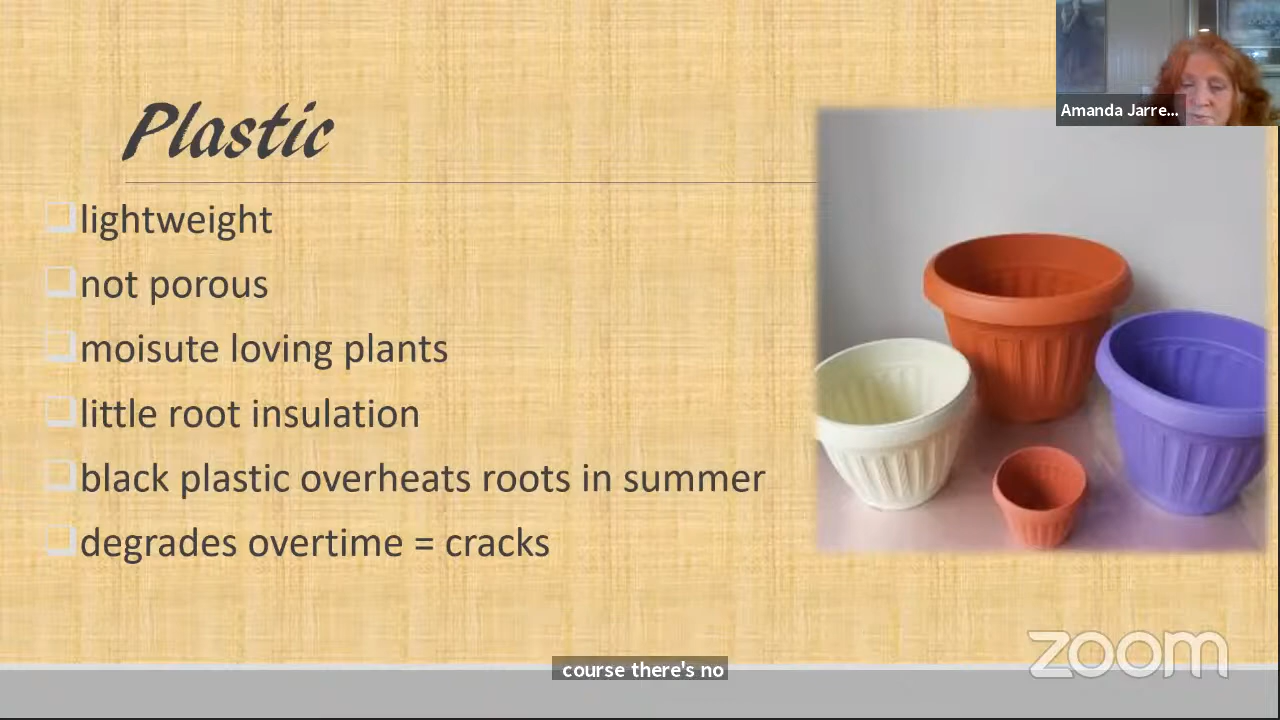 Plastic
Amanda Jarre...
lightweight
not porous
moisute loving plants
little root insulation
black plastic overheats roots in summer
degrades overtime = cracks
zoom
course there's no